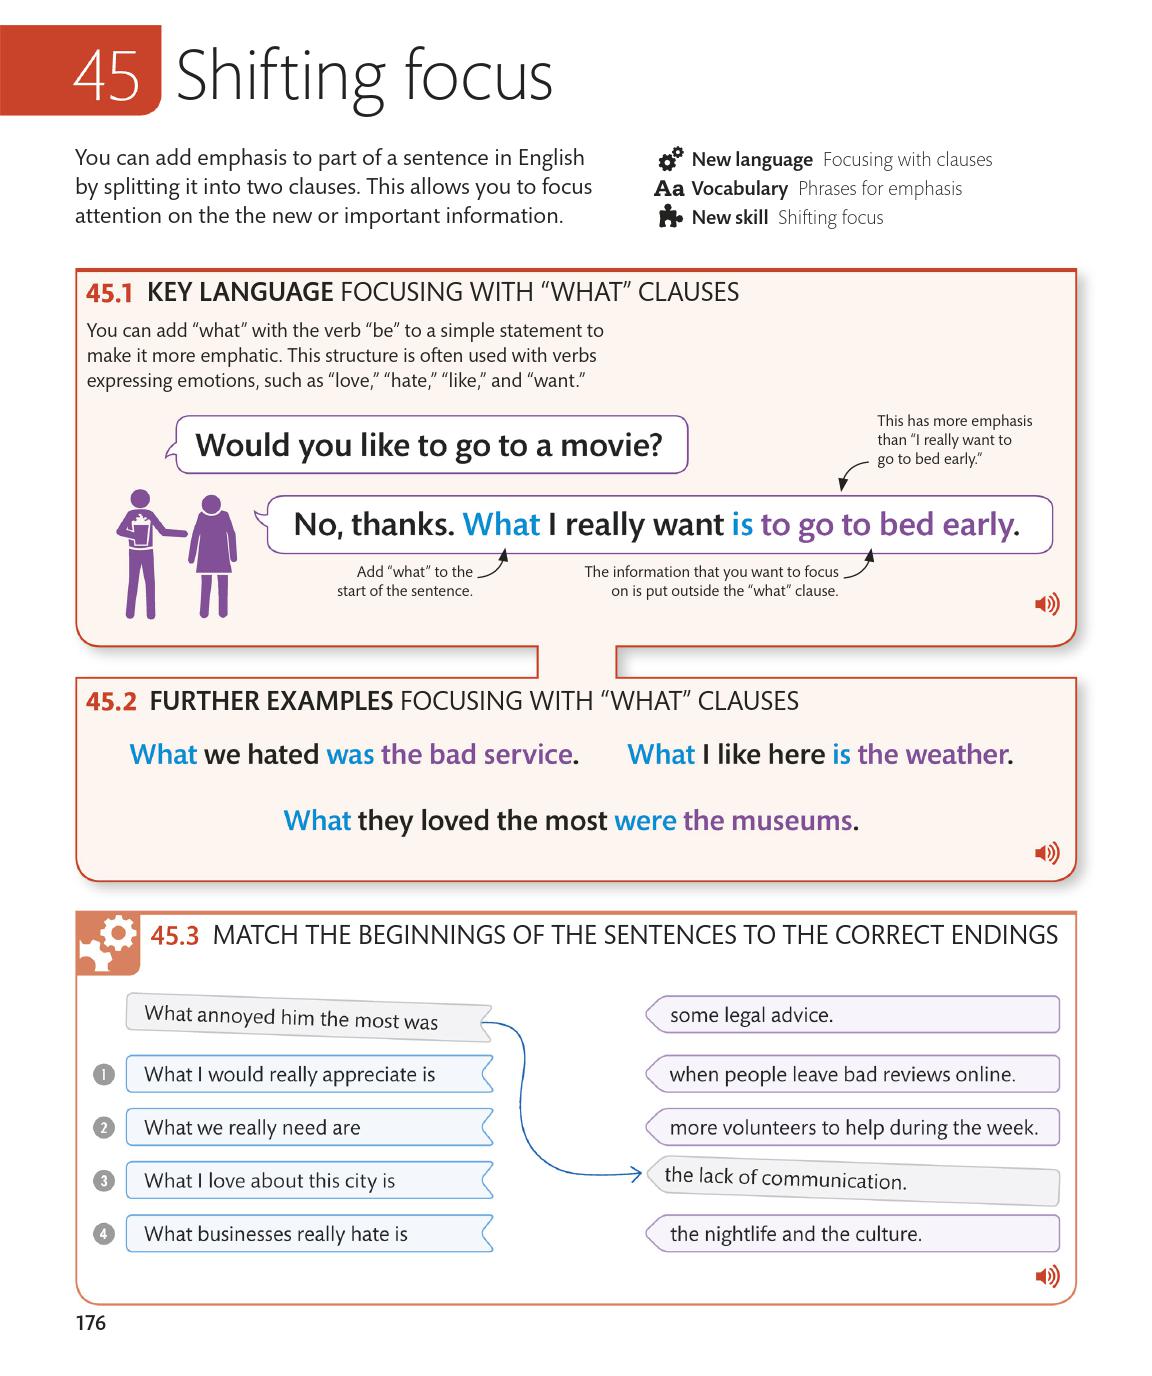 45 Shifting focus
You can add emphasis to part of a sentence in English
by splitting it into two clauses. This allows you to focus
attention on the the new or important information.
New language Focusing with clauses
Aa Vocabulary Phrases for emphasis
New skill Shifting focus
45.1 KEY LANGUAGE FOCUSING WITH “WHAT” CLAUSES
You can add “what” with the verb “be” to a simple statement to
make it more emphatic. This structure is often used with verbs
expressing emotions, such as “love,” “hate,” “like,” and “want.”
Would you like to go to a movie?
This has more emphasis
than “I really want to
go to bed early.”
No, thanks. What I really want is to go to bed early.
Add “what” to the
start of the sentence.
The information that you want to focus
on is put outside the “what” clause.
45.2 FURTHER EXAMPLES FOCUSING WITH “WHAT” CLAUSES
What we hated was the bad service.
What I like here is the weather.
What they loved the most were the museums.
45.3 MATCH THE BEGINNINGS OF THE SENTENCES TO THE CORRECT ENDINGS
What annoyed him the most was
some legal advice.
1 What I would really appreciate is
when people leave bad reviews online.
2 What we really need are
more volunteers to help during the week.
3 What I love about this city is
the lack of communication.
4 What businesses really hate is
the nightlife and the culture.
176